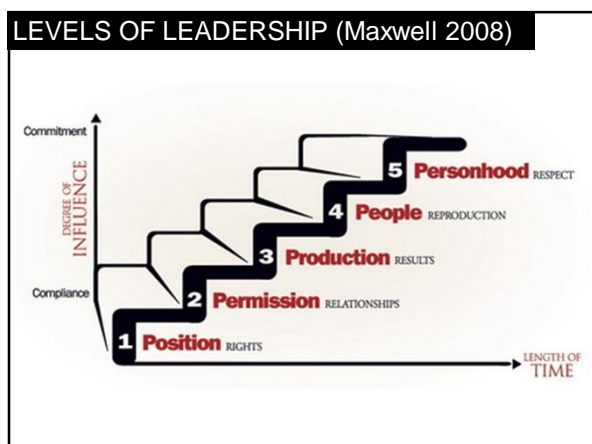 LEVELS OF LEADERSHIP (Maxwell 2008)
Commitment
DEGREE OF
INFLUENCE
Compliance
5 Personhood RESPECT
4 People REPRODUCTION
3 Production RESULTS
2 Permission RELATIONSHIPS
1 Position RIGHTS
LENGTH OF
TIME